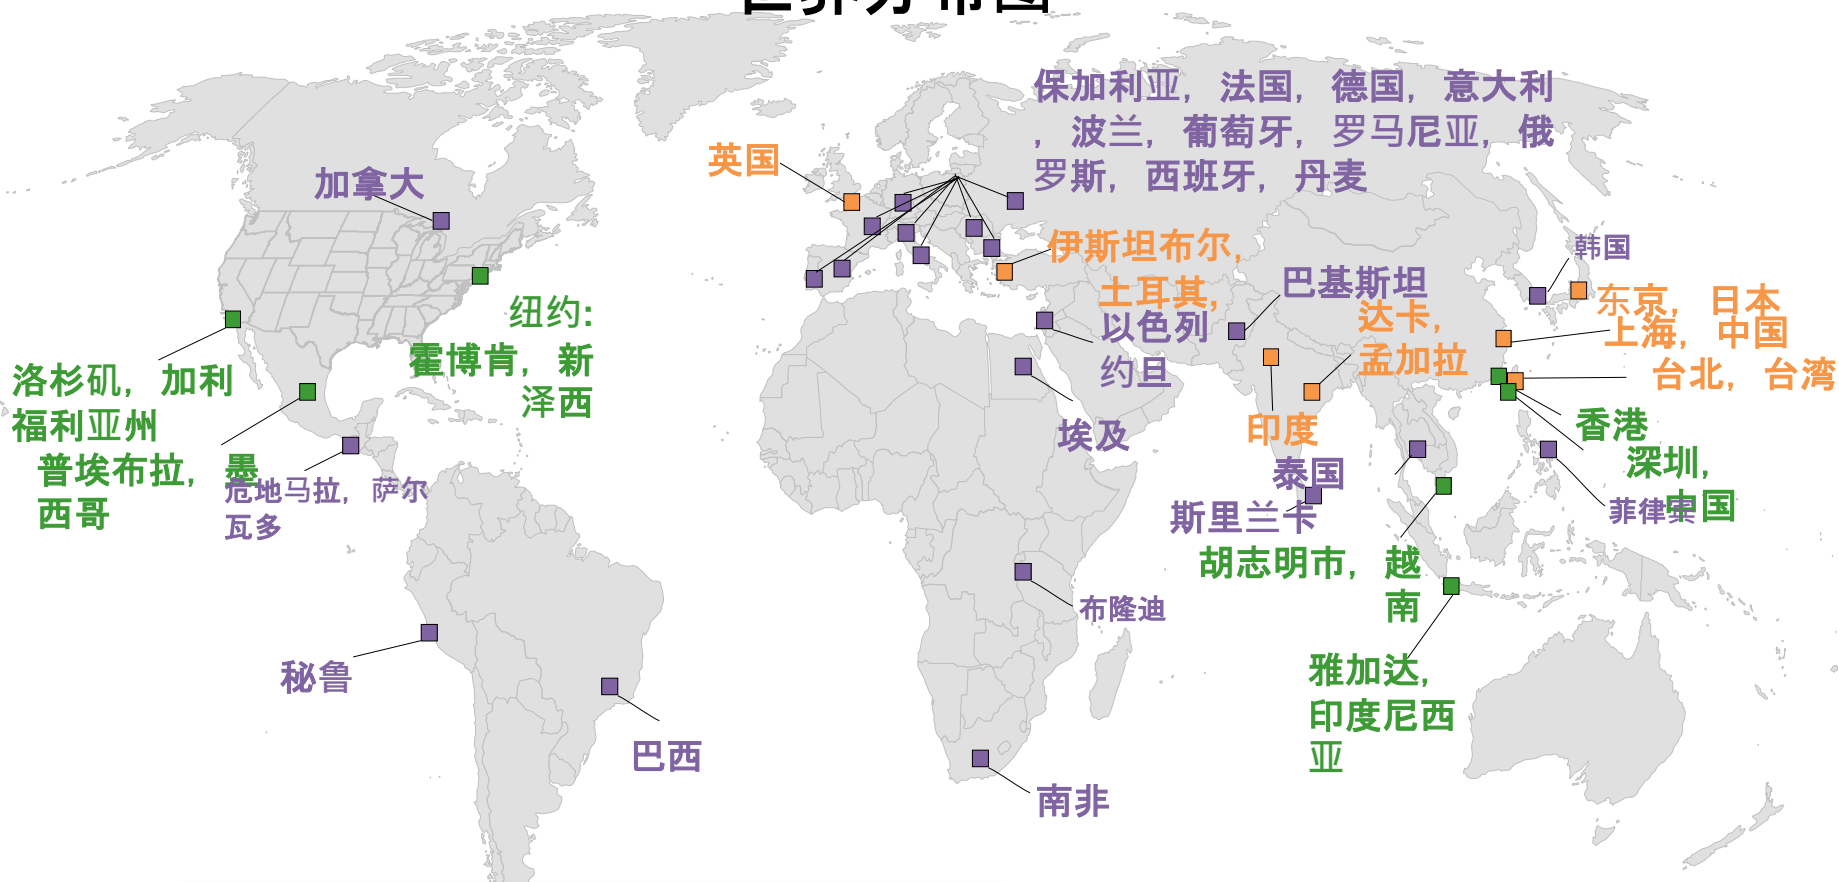 世界分布图
保加利亚, 法国, 德国, 意大利
, 波兰, 葡萄牙, 罗马尼亚, 俄
罗斯, 西班牙, 丹麦
英国
加拿大
伊斯坦布尔,
土耳其,
韩国
巴基斯坦
东京, 日本
上海, 中国
达卡,
孟加拉
以色列
约旦
纽约:
霍博肯, 新
泽西
洛杉矶, 加利
福利亚州
台北, 台湾
香港
印度
埃及
普埃布拉, 墨
西哥
危地马拉, 萨尔
瓦多
泰国
深圳,
中国
菲律宾
斯里兰卡
胡志明市, 越
南
布隆迪
秘鲁
雅加达,
印度尼西
亚
巴西
南非